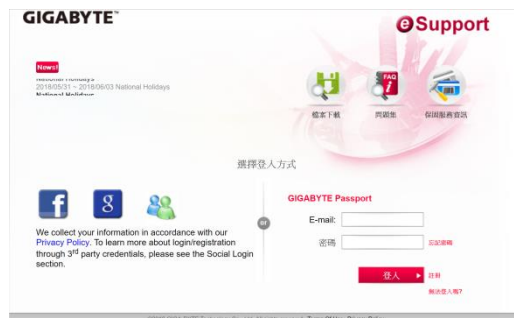 GIGABYTE™
eSupport
News!
National Holidays
2018/05/31 ~ 2018/06/03 National Holidays
National Holidays
檔案下載
FAQ
問題集
保固服務資訊
選擇登入方式
We collect your information in accordance with our
Privacy Policy. To learn more about login/registration
through 3rd party credentials, please see the Social Login
section.
or
GIGABYTE Passport
E-mail:
密碼
忘記密碼
登入
註冊
無法登入嗎?